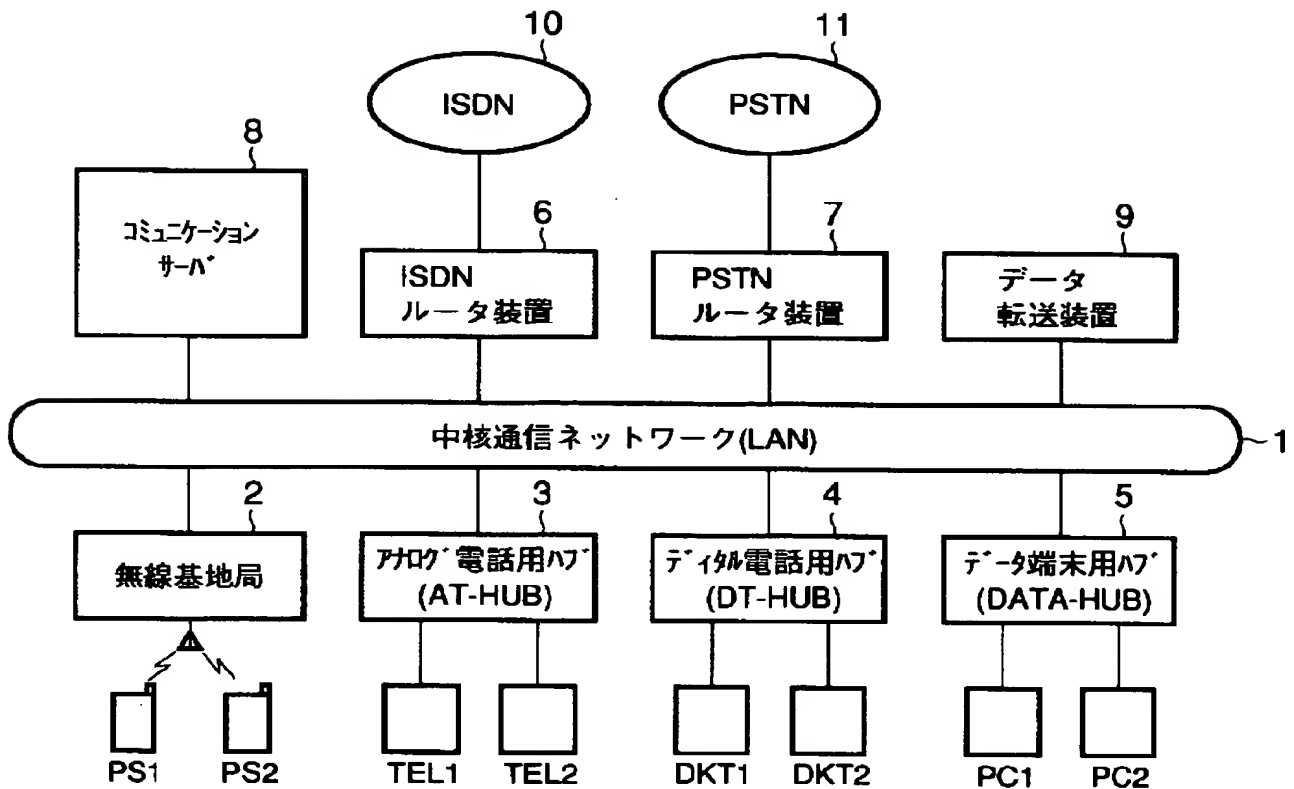 10
11
ISDN
PSTN
8
6
7
9
コミュニケーション
サーバ
ISDN
ルータ装置
PSTN
ルータ装置
データ
転送装置
中核通信ネットワーク(LAN)
1
2
3
4
5
無線基地局
アナログ電話用ハブ
(AT-HUB)
ディタル電話用ハブ
(DT-HUB)
データ端末用ハブ
(DATA-HUB)
PS1
PS2
TEL1
TEL2
DKT1
DKT2
PC1
PC2